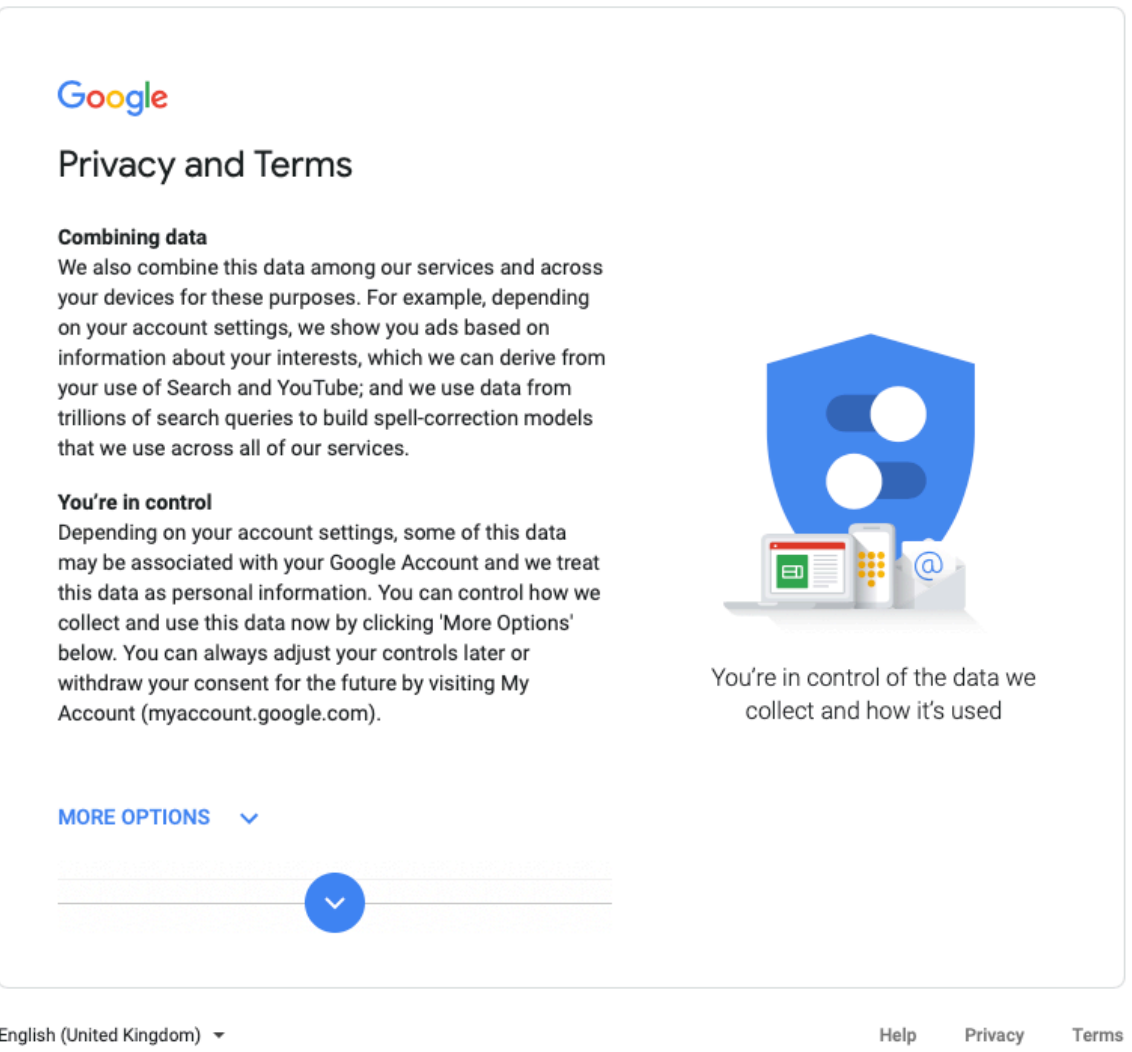 Google
Privacy and Terms
Combining data
We also combine this data among our services and across
your devices for these purposes. For example, depending
on your account settings, we show you ads based on
information about your interests, which we can derive from
your use of Search and YouTube; and we use data from
trillions of search queries to build spell-correction models
that we use across all of our services.
You're in control
Depending on your account settings, some of this data
may be associated with your Google Account and we treat
this data as personal information. You can control how we
collect and use this data now by clicking 'More Options'
below. You can always adjust your controls later or
withdraw your consent for the future by visiting My
Account (myaccount.google.com).
MORE OPTIONS
@
You're in control of the data we
collect and how it's used
English (United Kingdom)
Help Privacy Terms